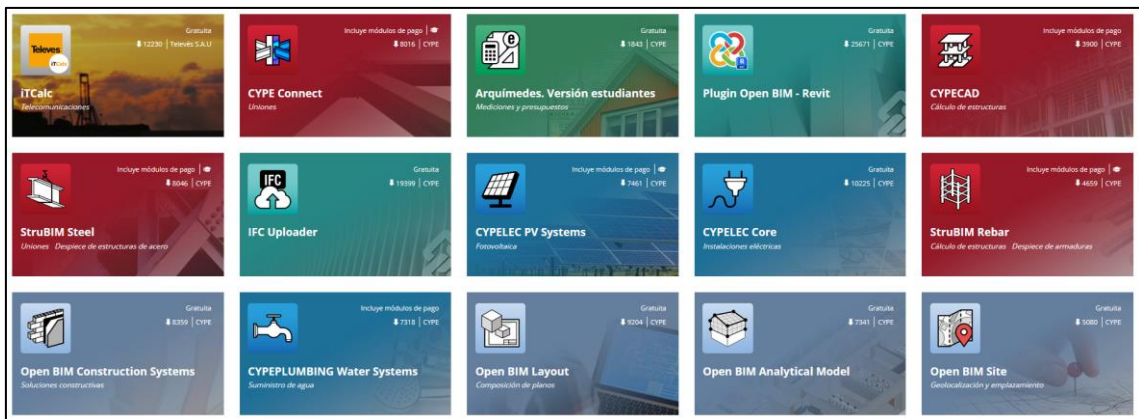 Gratuita
12230 | Televés S.A.U
Televes
iTCalc
iTCalc
Telecomunicaciones
Incluye módulos de pago |
8016 | CYPE
CYPE Connect
Uniones
Gratuita
1843 | CYPE
Arquímedes. Versión estudiantes
Mediciones y presupuestos
Gratuita
25671 | CYPE
Plugin Open BIM - Revit
Incluye módulos de pago
3900 | CYPE
CYPECAD
Cálculo de estructuras
Incluye módulos de pago |
8046 | CYPE
StruBIM Steel
Uniones Despiece de estructuras de acero
Gratuita
19399 | CYPE
IFC
IFC Uploader
Incluye módulos de pago |
7461 | CYPE
CYPELEC PV Systems
Fotovoltaica
Gratuita
10225 | CYPE
CYPELEC Core
Instalaciones eléctricas
Incluye módulos de pago |
4659 | CYPE
StruBIM Rebar
Cálculo de estructuras Despiece de armaduras
Gratuita
8359 | CYPE
Open BIM Construction Systems
Soluciones constructivas
Incluye módulos de pago
7318 | CYPE
CYPEPLUMBING Water Systems
Suministro de agua
Gratuita
9204 | CYPE
Open BIM Layout
Composición de planos
Gratuita
7341 | CYPE
Open BIM Analytical Model
Gratuita
5080 | CYPE
Open BIM Site
Geolocalización y emplazamiento